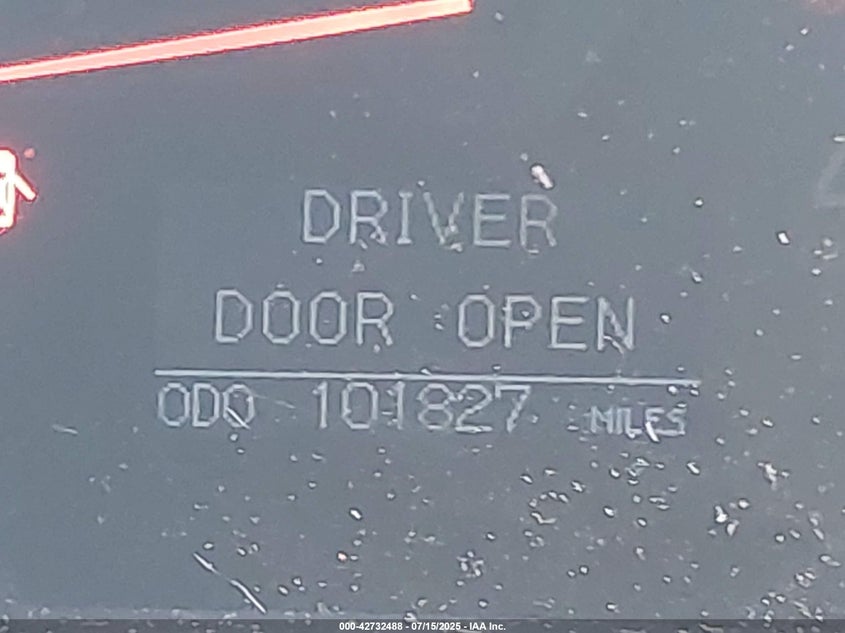 DRIVER
DOOR OPEN
ODO 101827 MILES
000-42732488 - 07/15/2025 - IAA Inc.